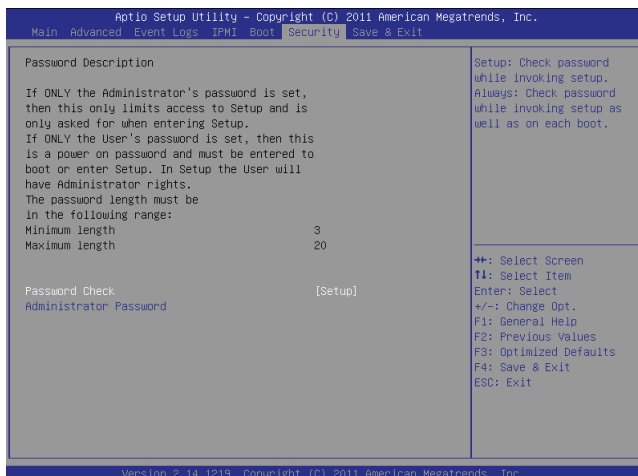 Aptio Setup Utility – Copyright (C) 2011 American Megatrends, Inc.
Main Advanced Event Logs IPMI Boot Security Save & Exit
Password Description
If ONLY the Administrator's password is set,
then this only limits access to Setup and is
only asked for when entering Setup.
If ONLY the User's password is set, then this
is a power on password and must be entered to
boot or enter Setup. In Setup the User will
have Administrator rights.
The password length must be
in the following range:
Minimum length 3
Maximum length 20
Password Check [Setup]
Administrator Password
Setup: Check password
while invoking setup.
Always: Check password
while invoking setup as
well as on each boot.
→←: Select Screen
↑↓: Select Item
Enter: Select
+/-: Change Opt.
F1: General Help
F2: Previous Values
F3: Optimized Defaults
F4: Save & Exit
ESC: Exit
Version 2.14.1219. Copyright (C) 2011 American Megatrends, Inc.